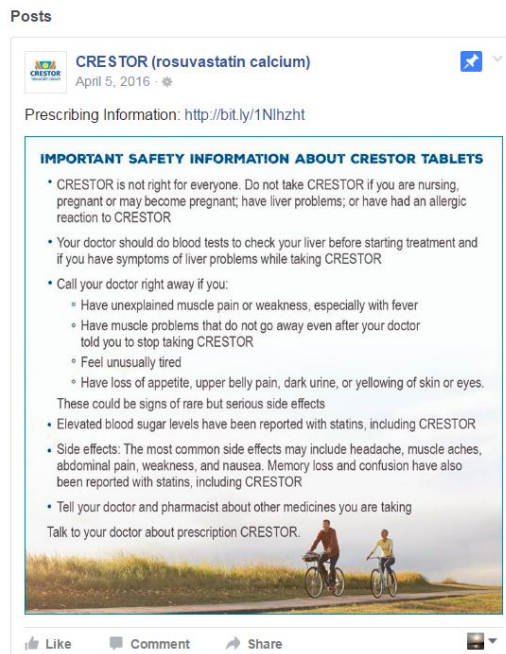 Posts
CRESTOR
CRESTOR (rosuvastatin calcium)
April 5, 2016
Prescribing Information: http://bit.ly/1NIhzht
IMPORTANT SAFETY INFORMATION ABOUT CRESTOR TABLETS
• CRESTOR is not right for everyone. Do not take CRESTOR if you are nursing,
pregnant or may become pregnant; have liver problems; or have had an allergic
reaction to CRESTOR
• Your doctor should do blood tests to check your liver before starting treatment and
if you have symptoms of liver problems while taking CRESTOR
• Call your doctor right away if you:
° Have unexplained muscle pain or weakness, especially with fever
° Have muscle problems that do not go away even after your doctor
told you to stop taking CRESTOR
° Feel unusually tired
° Have loss of appetite, upper belly pain, dark urine, or yellowing of skin or eyes.
These could be signs of rare but serious side effects
• Elevated blood sugar levels have been reported with statins, including CRESTOR
• Side effects: The most common side effects may include headache, muscle aches,
abdominal pain, weakness, and nausea. Memory loss and confusion have also
been reported with statins, including CRESTOR
• Tell your doctor and pharmacist about other medicines you are taking
Talk to your doctor about prescription CRESTOR.
Like Comment Share